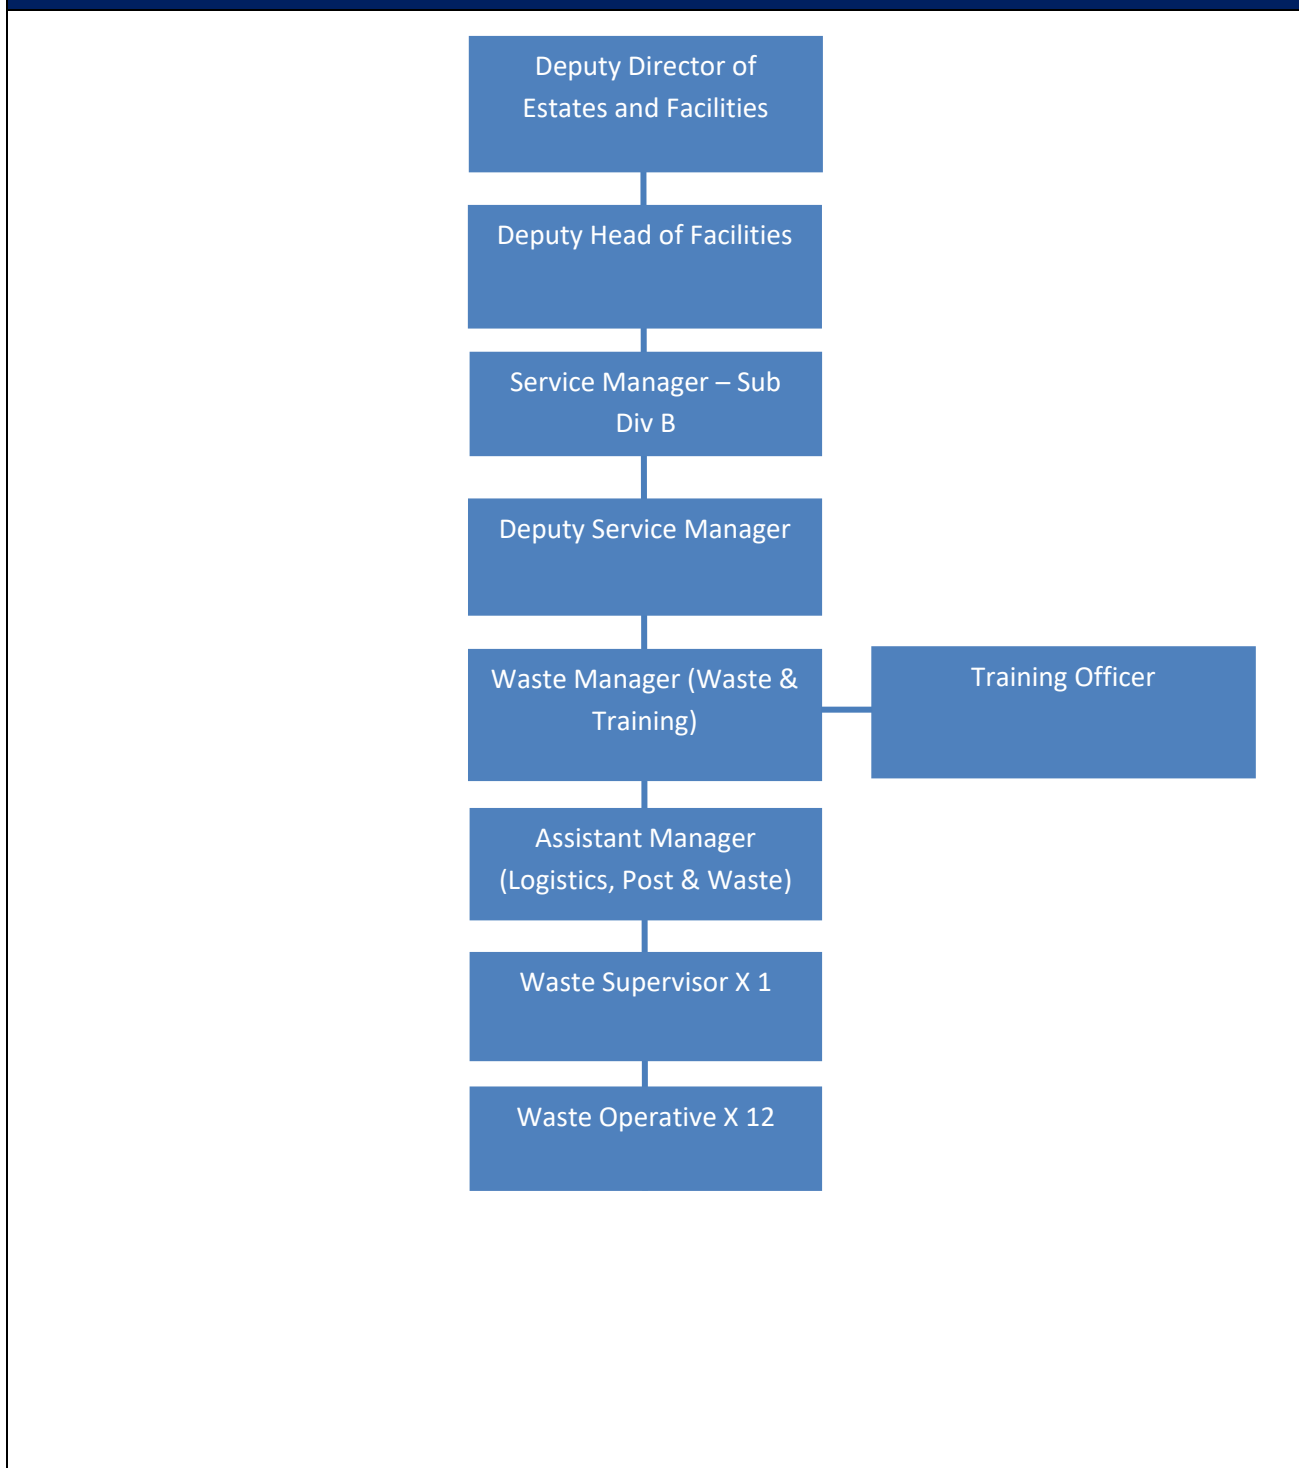 Deputy Director of
Estates and Facilities
Deputy Head of Facilities
Service Manager – Sub
Div B
Deputy Service Manager
Waste Manager (Waste &
Training)
Training Officer
Assistant Manager
(Logistics, Post & Waste)
Waste Supervisor X 1
Waste Operative X 12